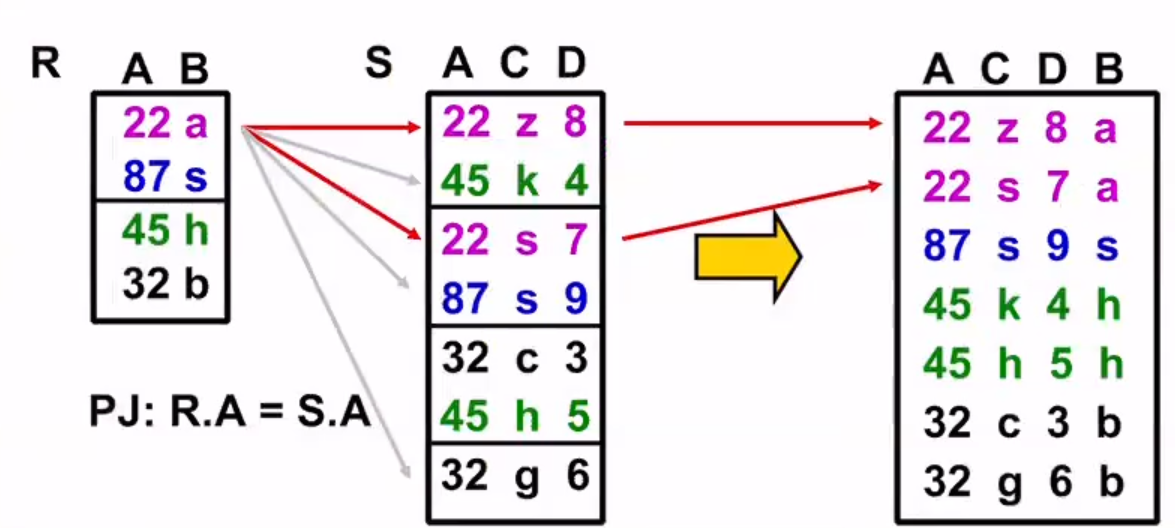 R
A B
22 a
87 s
45 h
32 b
PJ: R.A = S.A
S
A C D
22 z 8
45 k 4
22 s 7
87 s 9
32 c 3
45 h 5
32 g 6
A C D B
22 z 8 a
22 s 7 a
87 s 9 s
45 k 4 h
45 h 5 h
32 c 3 b
32 g 6 b